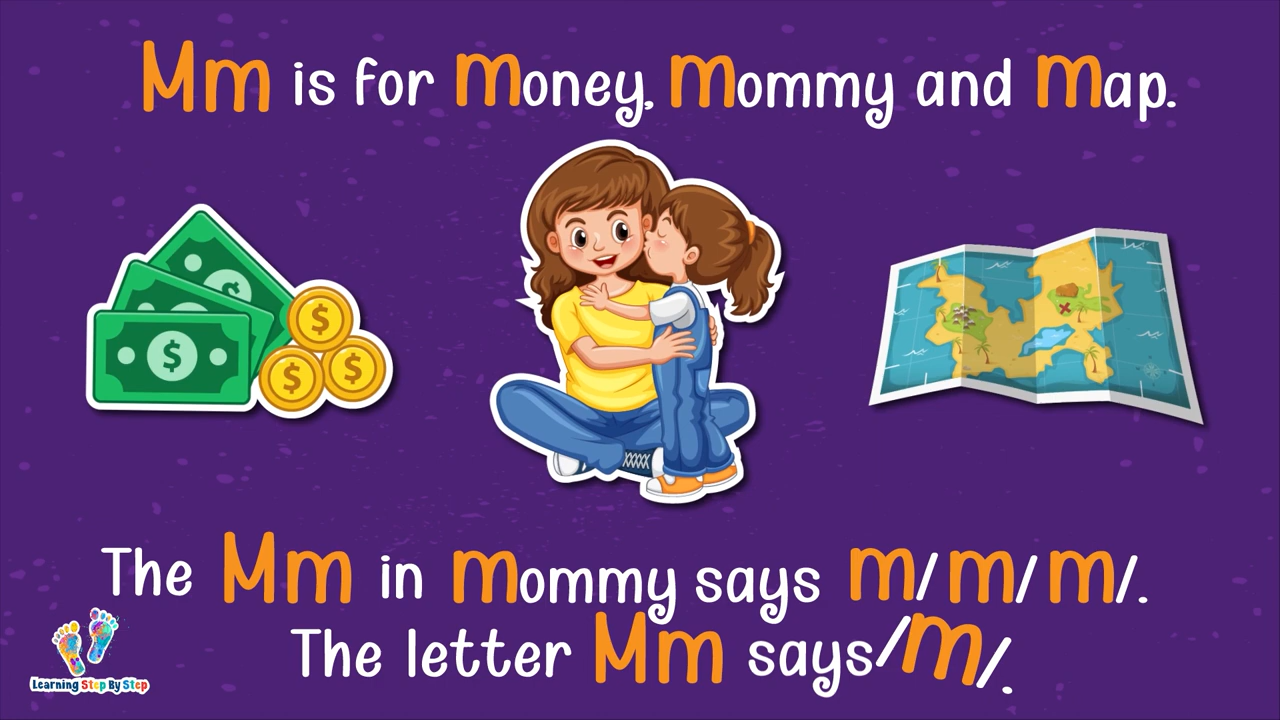 Mm is for money, mommy and map.
$
$
$
$
The Mm in mommy says m/m/m/.
The letter Mm says/m/.
Learning Step By Step